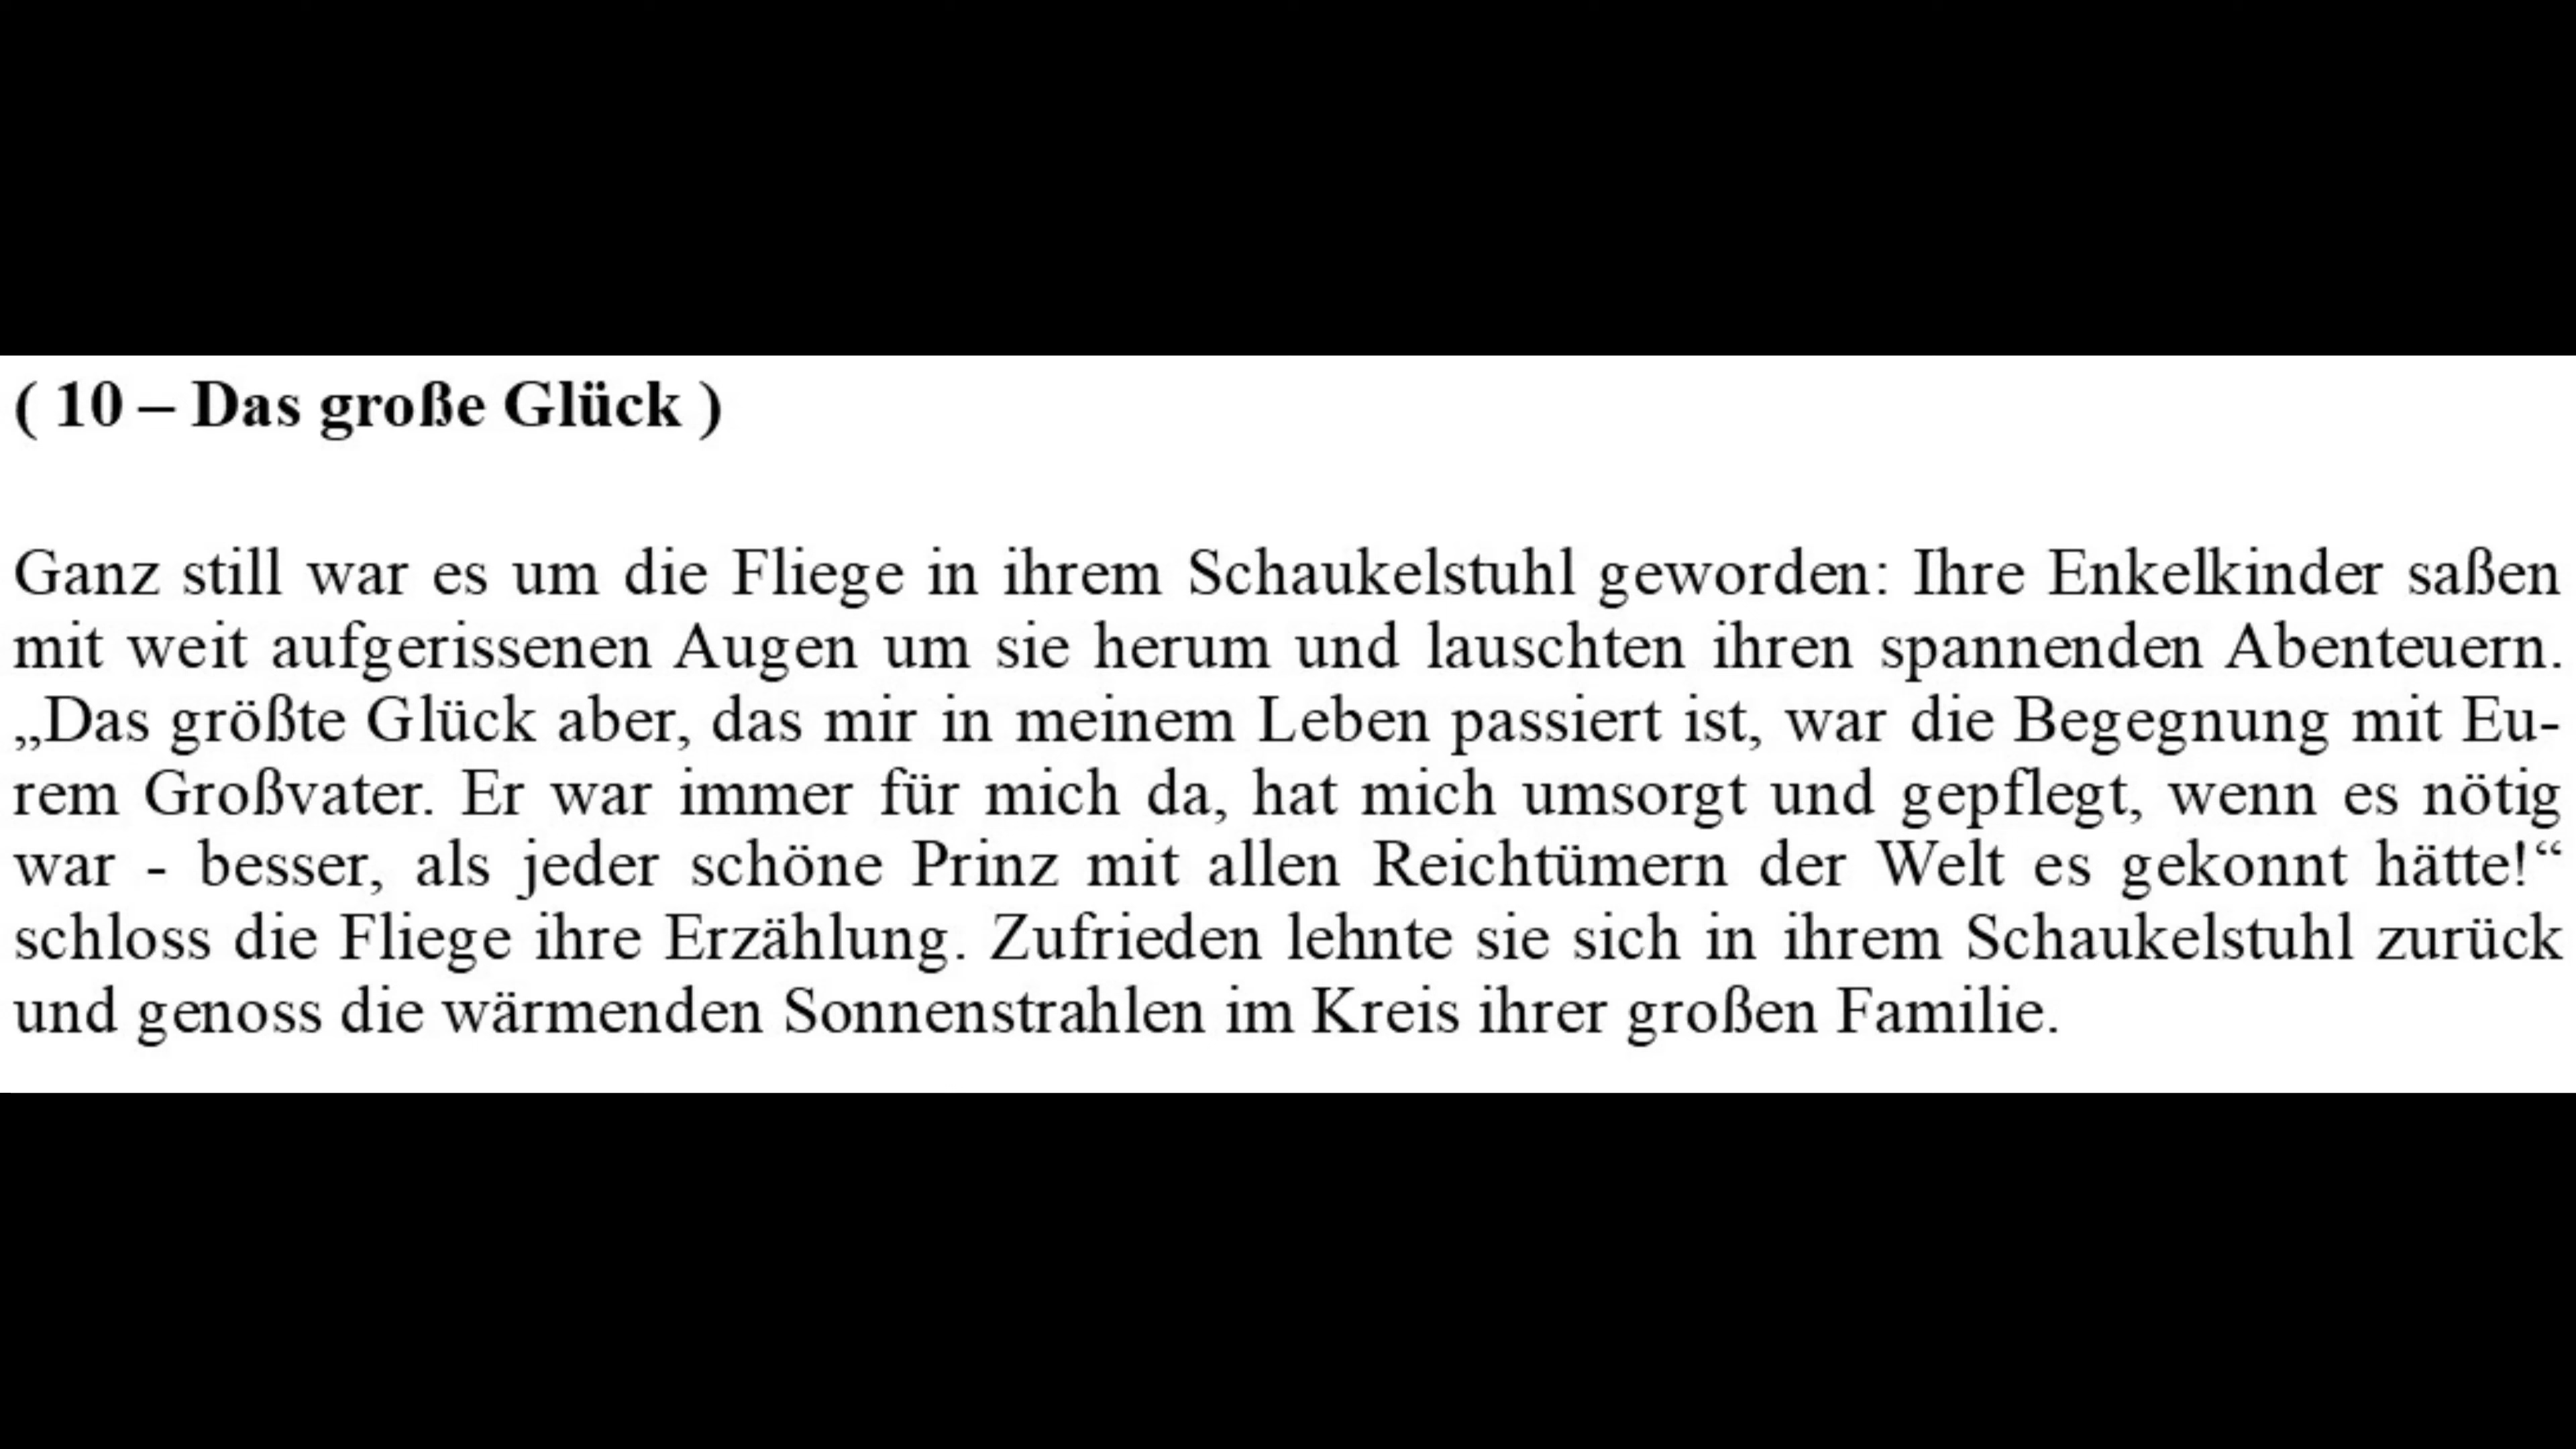 ( 10 – Das große Glück )
Ganz still war es um die Fliege in ihrem Schaukelstuhl geworden: Ihre Enkelkinder saßen
mit weit aufgerissenen Augen um sie herum und lauschten ihren spannenden Abenteuern.
„Das größte Glück aber, das mir in meinem Leben passiert ist, war die Begegnung mit Eu-
rem Großvater. Er war immer für mich da, hat mich umsorgt und gepflegt, wenn es nötig
war - besser, als jeder schöne Prinz mit allen Reichtümern der Welt es gekonnt hätte!“
schloss die Fliege ihre Erzählung. Zufrieden lehnte sie sich in ihrem Schaukelstuhl zurück
und genoss die wärmenden Sonnenstrahlen im Kreis ihrer großen Familie.